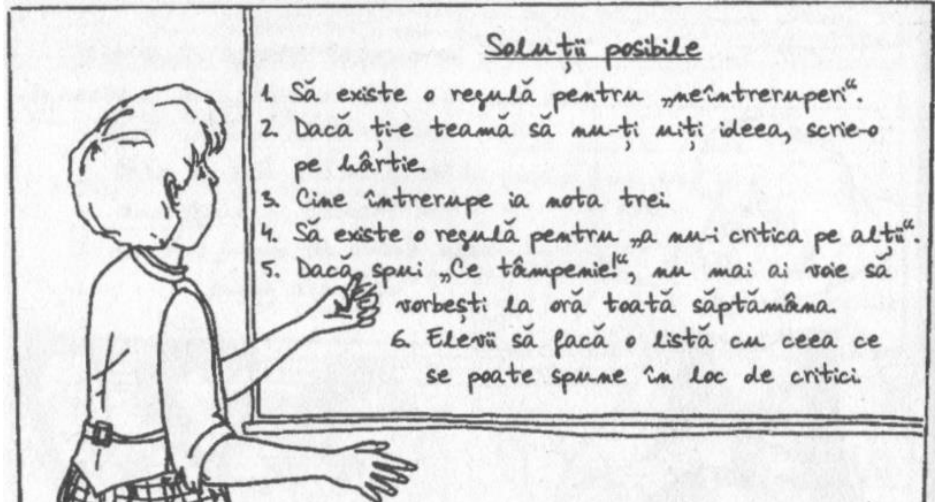 Soluții posibile
Să existe o regulă pentru „neîntreruperi“.
2. Dacă ți-e teamă să nu-ți uiți ideea, scrie-o
pe hârtie.
3. Cine întrerupe ia nota trei.
4. Să existe o regulă pentru „a nu-i critica pe alții“.
5. Dacă spui „Ce tâmpenie!“, nu mai ai voie să
vorbești la oră toată săptămâna.
6. Elevii să facă o listă cu ceea ce
se poate spune în loc de critici.